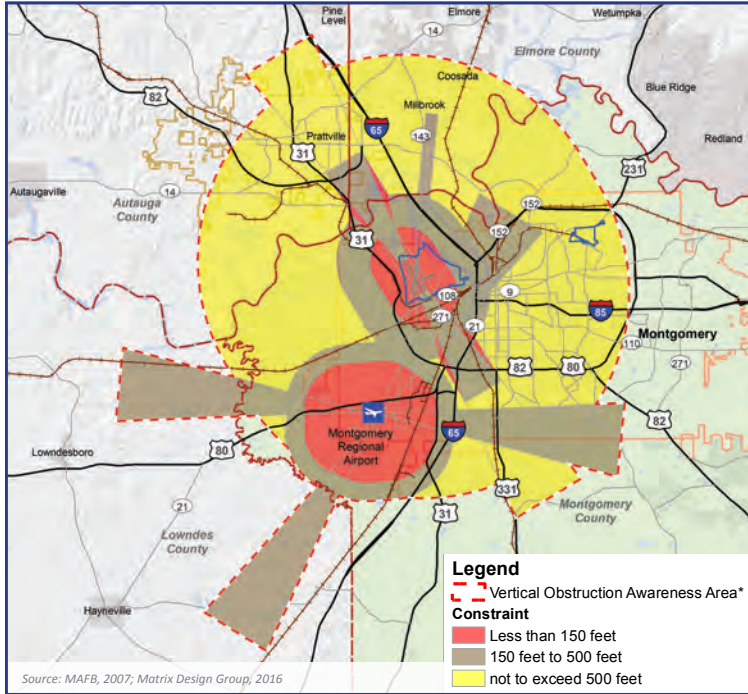 Pine
Level
Elmore
Wetumpka
14
Elmore County
Coosada
82
Blue Ridge
Millbrook
65
Prattville
143
31
Redland
231
Autaugaville
14
152
Autauga
County
152
31
108
9
271
85
21
Montgomery
110
82
80
271
82
Montgomery
Regional
Airport
65
Lowndesboro
80
331
21
31
Montgomery
County
Lowndes
County
Hayneville
Legend
Vertical Obstruction Awareness Area*
Constraint
Less than 150 feet
150 feet to 500 feet
not to exceed 500 feet
Source: MAFB, 2007; Matrix Design Group, 2016